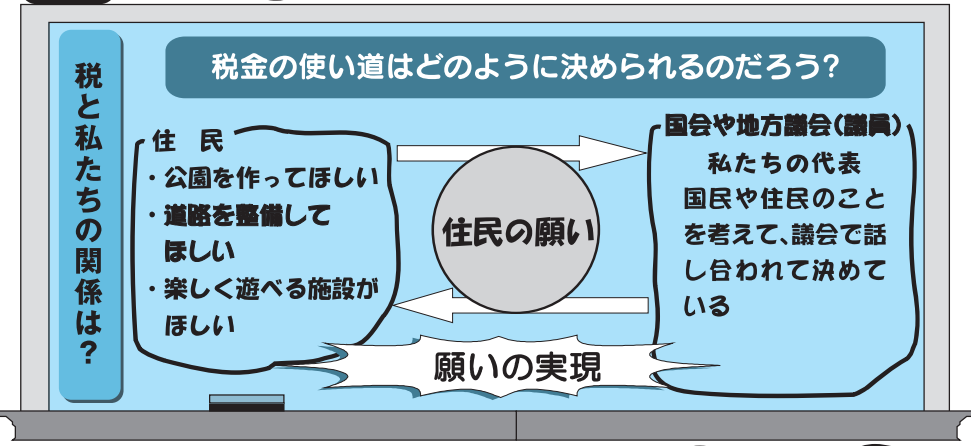 税と私たちの関係は？
税金の使い道はどのように決められるのだろう？
住　民
・公園を作ってほしい
・道路を整備して
ほしい
・楽しく遊べる施設が
ほしい
住民の願い
国会や地方議会（議員）
私たちの代表
国民や住民のこと
を考えて、議会で話
し合われて決めて
いる
願いの実現